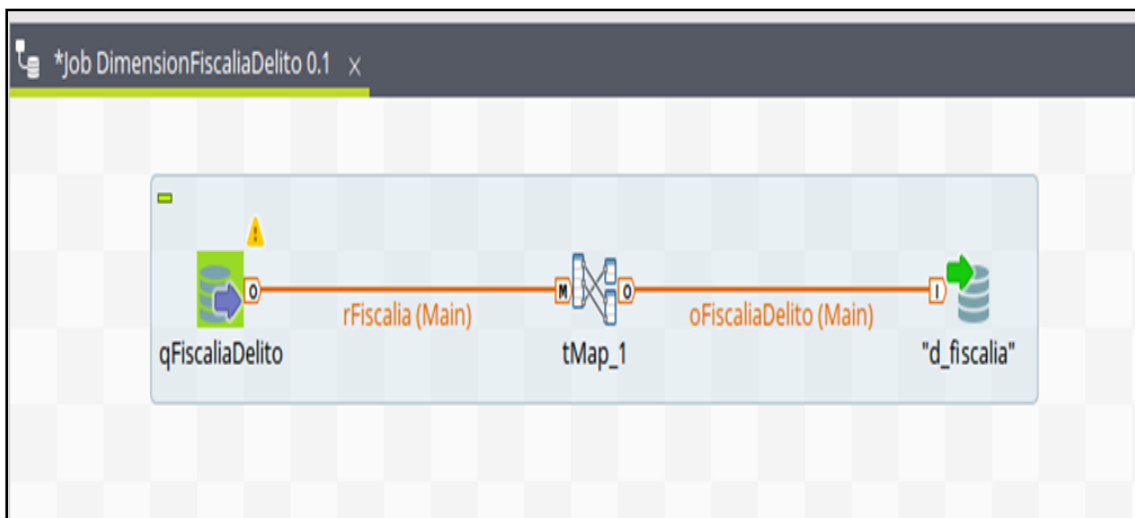 *Job DimensionFiscaliaDelito 0.1 x
O
M
O
I
rFiscalia (Main)
oFiscaliaDelito (Main)
qFiscaliaDelito
tMap_1
"d_fiscalia"